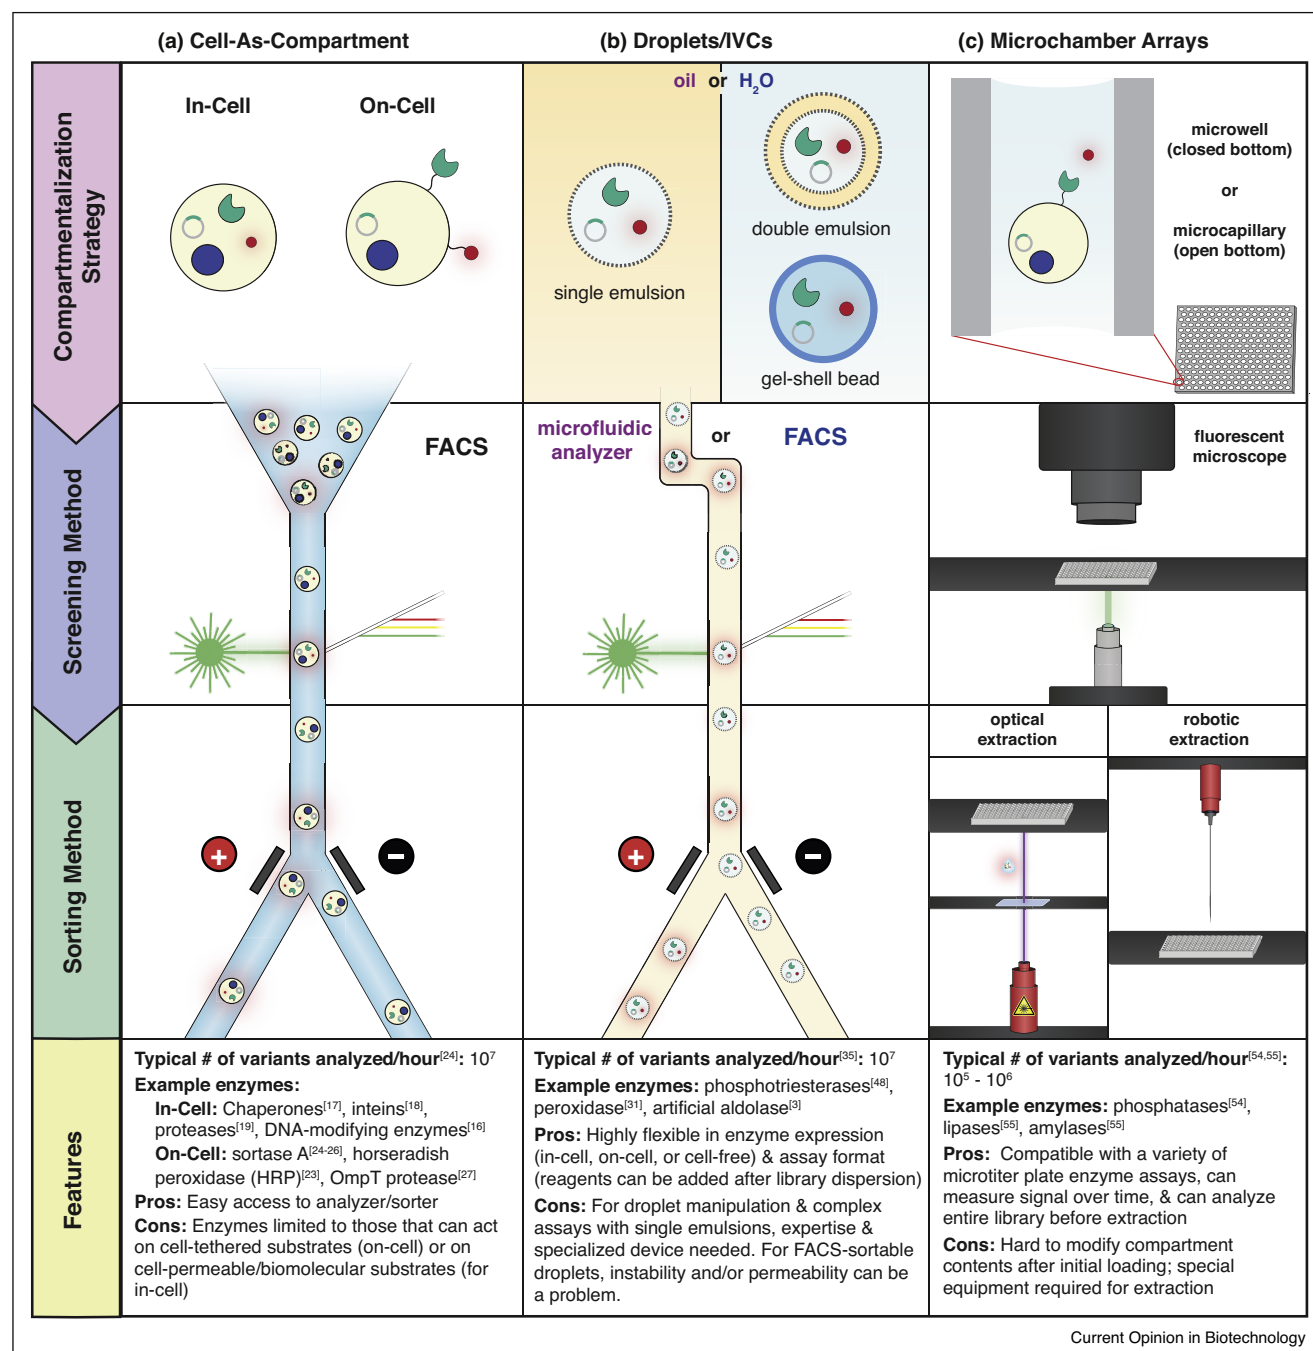 (a) Cell-As-Compartment
(b) Droplets/IVCs
(c) Microchamber Arrays
Compartmentalization
Strategy
In-Cell
On-Cell
oil or H2O
single emulsion
double emulsion
gel-shell bead
microwell
(closed bottom)
or
microcapillary
(open bottom)
Screening Method
FACS
microfluidic
analyzer
or
FACS
fluorescent
microscope
Sorting Method
+
−
+
−
optical
extraction
robotic
extraction
Features
Typical # of variants analyzed/hour[24]: 10⁷
Example enzymes:
In-Cell: Chaperones[17], inteins[18],
proteases[19], DNA-modifying enzymes[16]
On-Cell: sortase A[24-26], horseradish
peroxidase (HRP)[23], OmpT protease[27]
Pros: Easy access to analyzer/sorter
Cons: Enzymes limited to those that can act
on cell-tethered substrates (on-cell) or on
cell-permeable/biomolecular substrates (for
in-cell)
Typical # of variants analyzed/hour[35]: 10⁷
Example enzymes: phosphotriesterases[48],
peroxidase[31], artificial aldolase[3]
Pros: Highly flexible in enzyme expression
(in-cell, on-cell, or cell-free) & assay format
(reagents can be added after library dispersion)
Cons: For droplet manipulation & complex
assays with single emulsions, expertise &
specialized device needed. For FACS-sortable
droplets, instability and/or permeability can be
a problem.
Typical # of variants analyzed/hour[54,55]:
10⁵ - 10⁶
Example enzymes: phosphatases[54],
lipases[55], amylases[55]
Pros: Compatible with a variety of
microtiter plate enzyme assays, can
measure signal over time, & can analyze
entire library before extraction
Cons: Hard to modify compartment
contents after initial loading; special
equipment required for extraction
Current Opinion in Biotechnology